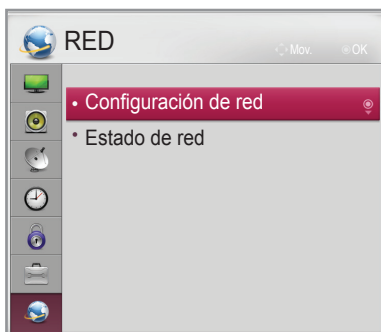 RED
Mov. OK
• Configuración de red
• Estado de red